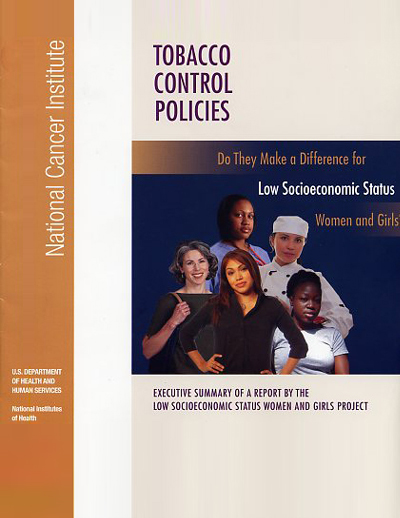 National Cancer Institute
TOBACCO
CONTROL
POLICIES
Do They Make a Difference for
Low Socioeconomic Status
Women and Girls?
U.S. DEPARTMENT
OF HEALTH AND
HUMAN SERVICES
National Institutes
of Health
EXECUTIVE SUMMARY OF A REPORT BY THE
LOW SOCIOECONOMIC STATUS WOMEN AND GIRLS PROJECT